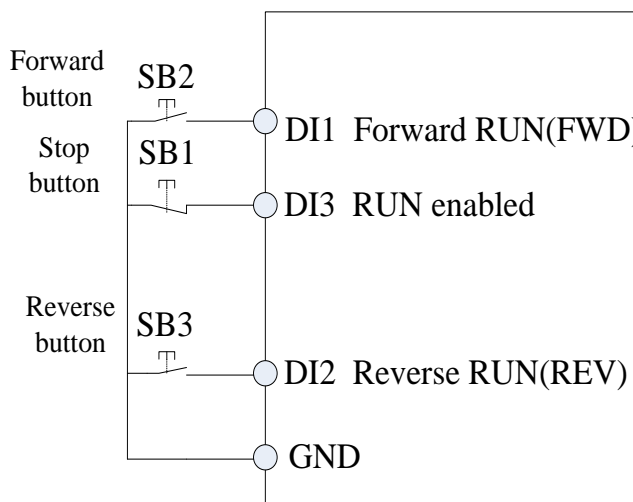 Forward
button
SB2
DI1 Forward RUN(FWD)
Stop
button
SB1
DI3 RUN enabled
Reverse
button
SB3
DI2 Reverse RUN(REV)
GND